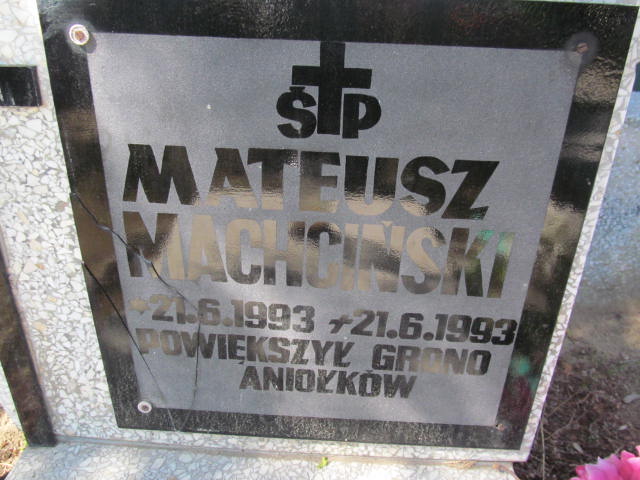 ŚP
MATEUSZ
MACHCIŃSKI
*21.6.1993 +21.6.1993
POWIĘKSZYŁ GRONO
ANIOŁKÓW